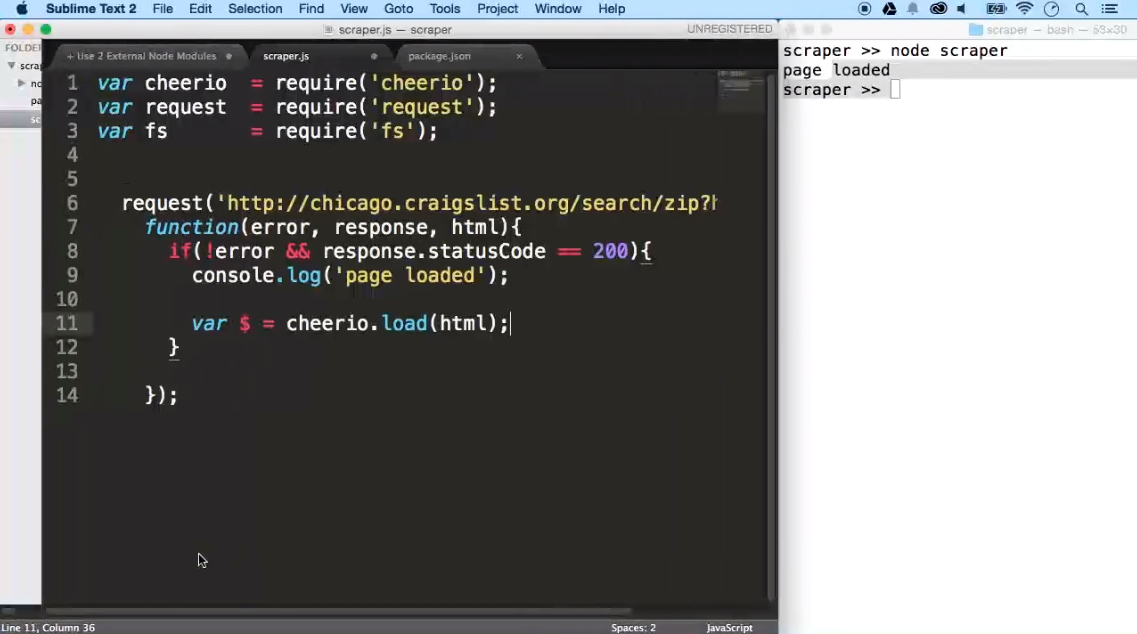 Sublime Text 2 File Edit Selection Find View Goto Tools Project Window Help
scraper.js — scraper UNREGISTERED
scraper — bash — 53×30
FOLDER
scrap
no
pa
sc
+ Use 2 External Node Modules
scraper.js
package.json
1 var cheerio = require('cheerio');
2 var request = require('request');
3 var fs = require('fs');
4
5
6 request('http://chicago.craigslist.org/search/zip?
7 function(error, response, html){
8 if(!error && response.statusCode == 200){
9 console.log('page loaded');
10
11 var $ = cheerio.load(html);
12 }
13
14 });
scraper >> node scraper
page loaded
scraper >>
Line 11, Column 36 Spaces: 2 JavaScript